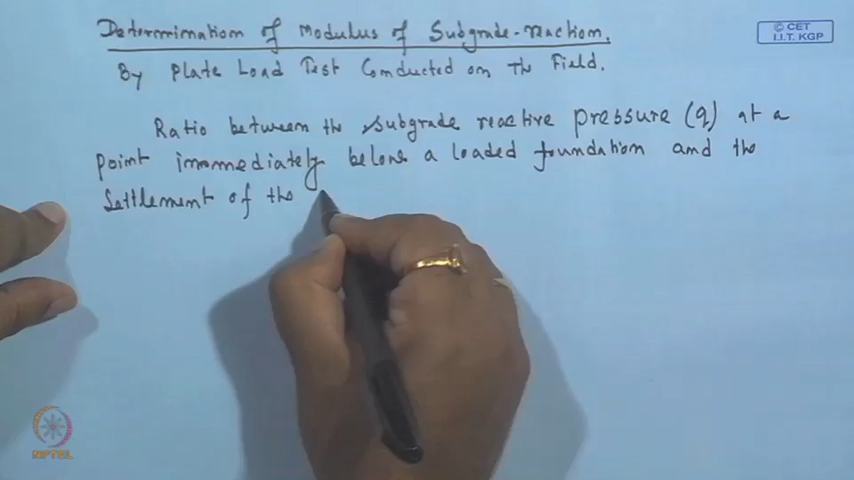 Determination of Modulus of Subgrade-reaction.
By Plate Load Test Conducted on The Field.
Ratio between the subgrade reactive pressure (q) at a
point immediately below a loaded foundation and the
Settlement of the
© CET
I.I.T. KGP
NPTEL